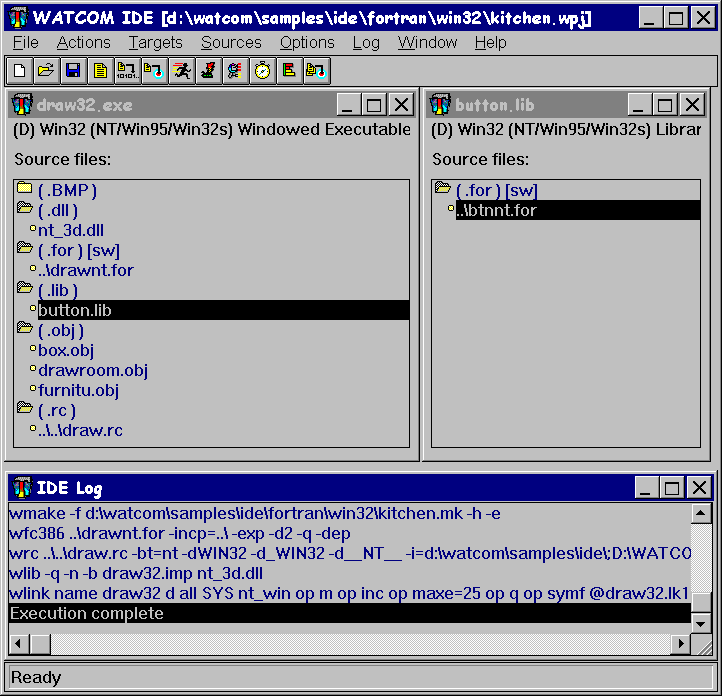 WATCOM IDE [d:\watcom\samples\ide\fortran\win32\kitchen.wpj]
File Actions Targets Sources Options Log Window Help
draw32.exe
(D) Win32 (NT/Win95/Win32s) Windowed Executable
Source files:
( .BMP )
( .dll )
nt_3d.dll
( .for ) [sw]
..\drawnt.for
( .lib )
button.lib
( .obj )
box.obj
drawroom.obj
furnitu.obj
( .rc )
..\..\draw.rc
button.lib
(D) Win32 (NT/Win95/Win32s) Librar
Source files:
( .for ) [sw]
..\btnnt.for
IDE Log
wmake -f d:\watcom\samples\ide\fortran\win32\kitchen.mk -h -e
wfc386 ..\drawnt.for -incp=..\ -exp -d2 -q -dep
wrc ..\..\draw.rc -bt=nt -dWIN32 -d_WIN32 -d__NT__ -i=d:\watcom\samples\ide\;D:\WATCO
wlib -q -n -b draw32.imp nt_3d.dll
wlink name draw32 d all SYS nt_win op m op inc op maxe=25 op q op symf @draw32.lk1
Execution complete
Ready